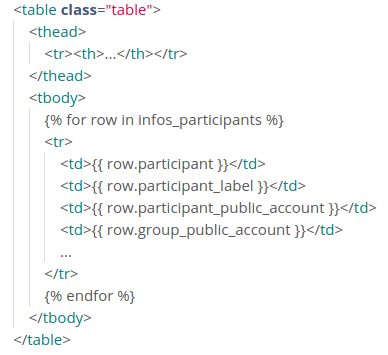 <table class="table">
<thead>
<tr><th>...</th></tr>
</thead>
<tbody>
{% for row in infos_participants %}
<tr>
<td>{{ row.participant }}</td>
<td>{{ row.participant_label }}</td>
<td>{{ row.participant_public_account }}</td>
<td>{{ row.group_public_account }}</td>
...
</tr>
{% endfor %}
</tbody>
</table>